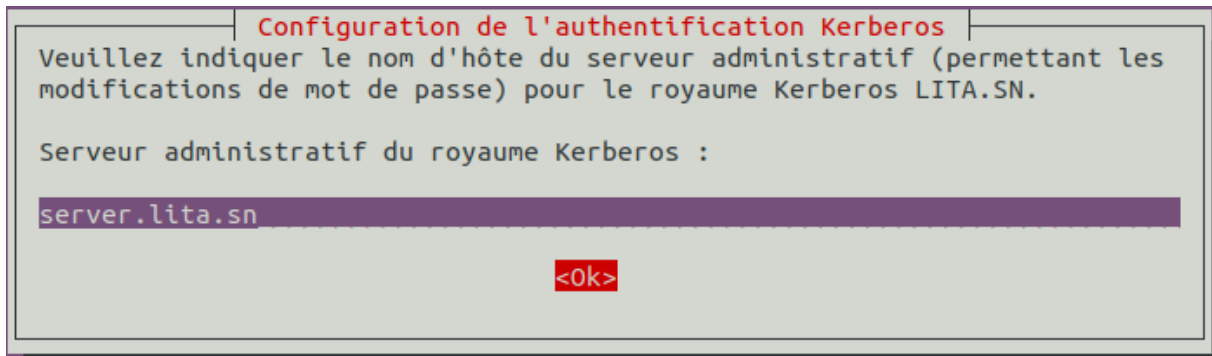 Configuration de l'authentification Kerberos
Veuillez indiquer le nom d'hôte du serveur administratif (permettant les
modifications de mot de passe) pour le royaume Kerberos LITA.SN.
Serveur administratif du royaume Kerberos :
server.lita.sn
<Ok>